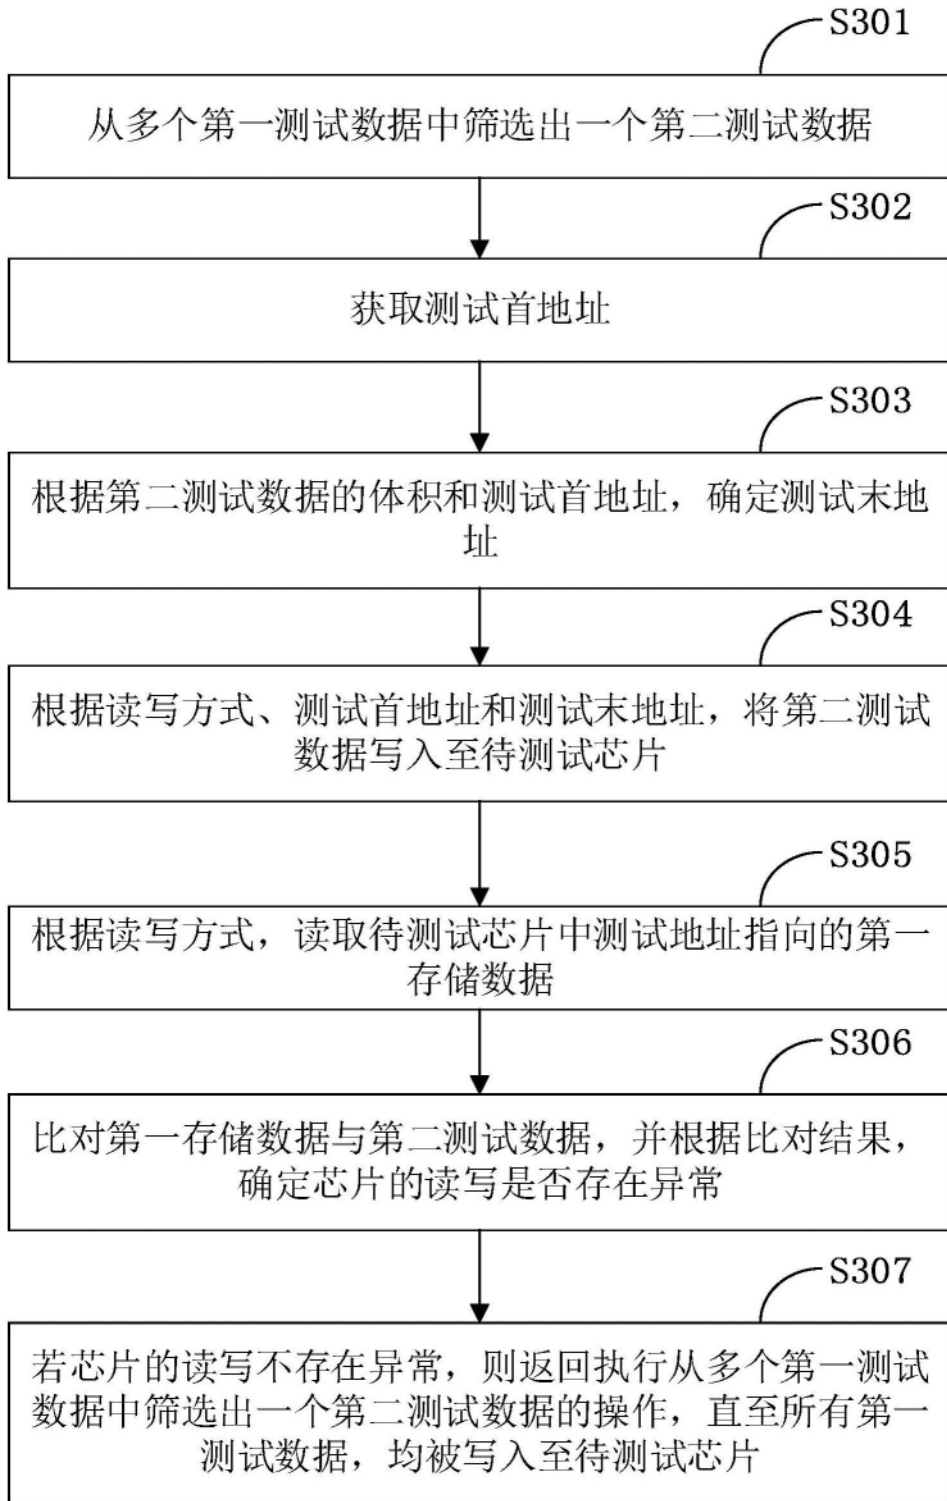 S301
从多个第一测试数据中筛选出一个第二测试数据
S302
获取测试首地址
S303
根据第二测试数据的体积和测试首地址，确定测试末地
址
S304
根据读写方式、测试首地址和测试末地址，将第二测试
数据写入至待测试芯片
S305
根据读写方式，读取待测试芯片中测试地址指向的第一
存储数据
S306
比对第一存储数据与第二测试数据，并根据比对结果，
确定芯片的读写是否存在异常
S307
若芯片的读写不存在异常，则返回执行从多个第一测试
数据中筛选出一个第二测试数据的操作，直至所有第一
测试数据，均被写入至待测试芯片